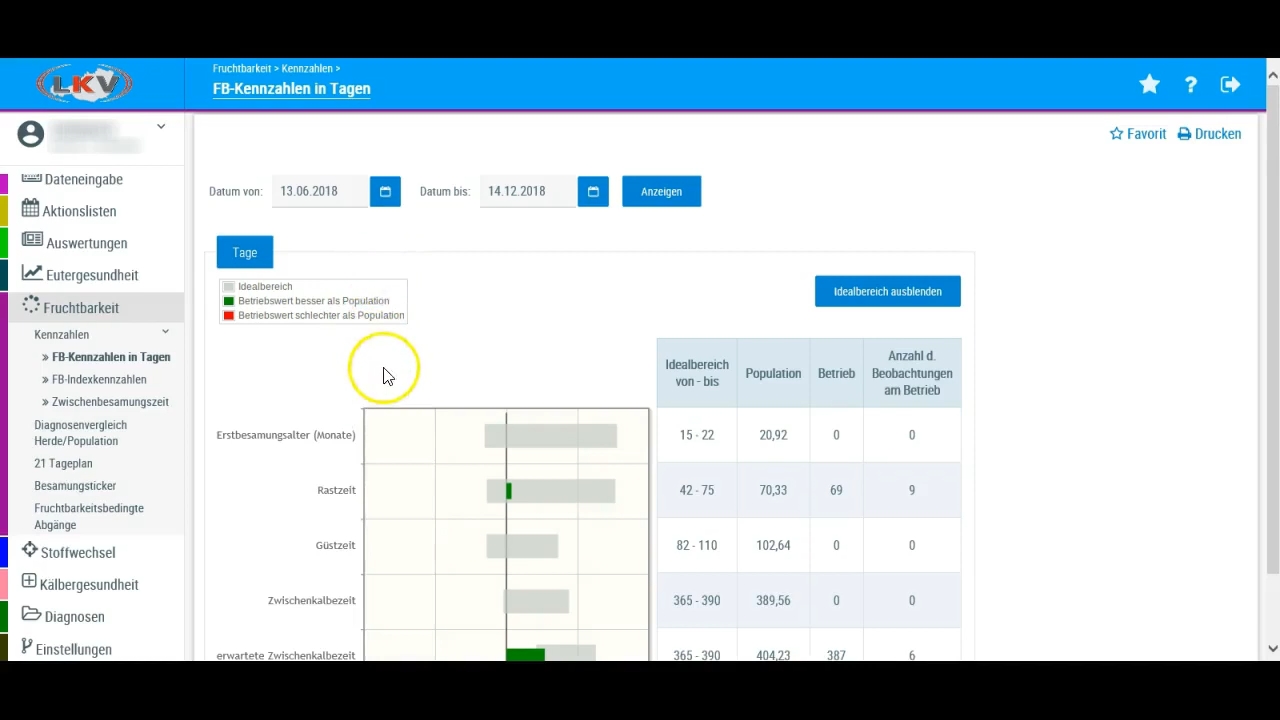 LKV
Fruchtbarkeit > Kennzahlen >
FB-Kennzahlen in Tagen
?
Favorit Drucken
Dateneingabe
Aktionslisten
Auswertungen
Eutergesundheit
Fruchtbarkeit
Kennzahlen
» FB-Kennzahlen in Tagen
» FB-Indexkennzahlen
» Zwischenbesamungszeit
Diagnosenvergleich
Herde/Population
21 Tageplan
Besamungsticker
Fruchtbarkeitsbedingte
Abgänge
Stoffwechsel
Kälbergesundheit
Diagnosen
Einstellungen
Datum von: 13.06.2018 Datum bis: 14.12.2018 Anzeigen
Tage
Idealbereich
Betriebswert besser als Population
Betriebswert schlechter als Population
Idealbereich ausblenden
Idealbereich
von - bis
Population
Betrieb
Anzahl d.
Beobachtungen
am Betrieb
Erstbesamungsalter (Monate) 15 - 22 20,92 0 0
Rastzeit 42 - 75 70,33 69 9
Güstzeit 82 - 110 102,64 0 0
Zwischenkalbezeit 365 - 390 389,56 0 0
erwartete Zwischenkalbezeit 365 - 390 404,23 387 6